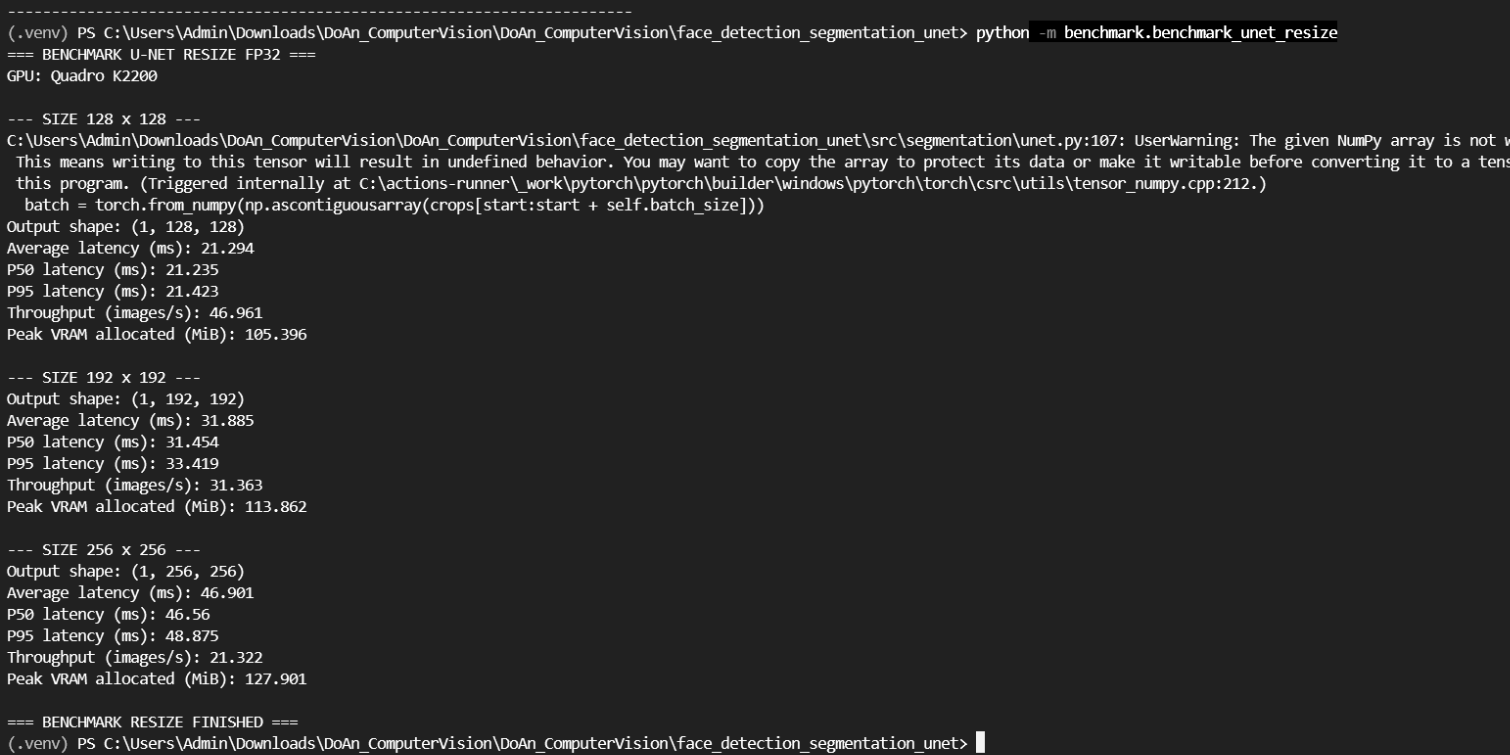 -----------------------------------------------------------------------
(.venv) PS C:\Users\Admin\Downloads\DoAn_ComputerVision\DoAn_ComputerVision\face_detection_segmentation_unet> python -m benchmark.benchmark_unet_resize
=== BENCHMARK U-NET RESIZE FP32 ===
GPU: Quadro K2200
--- SIZE 128 x 128 ---
C:\Users\Admin\Downloads\DoAn_ComputerVision\DoAn_ComputerVision\face_detection_segmentation_unet\src\segmentation\unet.py:107: UserWarning: The given NumPy array is not w
This means writing to this tensor will result in undefined behavior. You may want to copy the array to protect its data or make it writable before converting it to a tens
this program. (Triggered internally at C:\actions-runner\_work\pytorch\pytorch\builder\windows\pytorch\torch\csrc\utils\tensor_numpy.cpp:212.)
batch = torch.from_numpy(np.ascontiguousarray(crops[start:start + self.batch_size]))
Output shape: (1, 128, 128)
Average latency (ms): 21.294
P50 latency (ms): 21.235
P95 latency (ms): 21.423
Throughput (images/s): 46.961
Peak VRAM allocated (MiB): 105.396
--- SIZE 192 x 192 ---
Output shape: (1, 192, 192)
Average latency (ms): 31.885
P50 latency (ms): 31.454
P95 latency (ms): 33.419
Throughput (images/s): 31.363
Peak VRAM allocated (MiB): 113.862
--- SIZE 256 x 256 ---
Output shape: (1, 256, 256)
Average latency (ms): 46.901
P50 latency (ms): 46.56
P95 latency (ms): 48.875
Throughput (images/s): 21.322
Peak VRAM allocated (MiB): 127.901
=== BENCHMARK RESIZE FINISHED ===
(.venv) PS C:\Users\Admin\Downloads\DoAn_ComputerVision\DoAn_ComputerVision\face_detection_segmentation_unet>